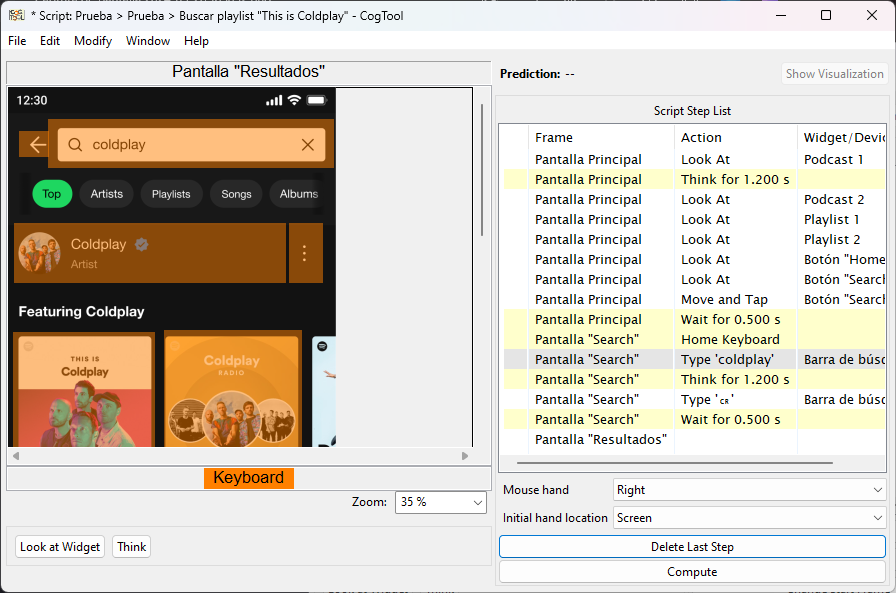 * Script: Prueba > Prueba > Buscar playlist "This is Coldplay" - CogTool
File Edit Modify Window Help
Pantalla "Resultados"
12:30
coldplay
Top Artists Playlists Songs Albums
Coldplay
Artist
Featuring Coldplay
THIS IS
Coldplay
Coldplay
RADIO
Keyboard
Zoom: 35 %
Look at Widget Think
Prediction: -- Show Visualization
Script Step List
Frame Action Widget/Devic
Pantalla Principal Look At Podcast 1
Pantalla Principal Think for 1.200 s
Pantalla Principal Look At Podcast 2
Pantalla Principal Look At Playlist 1
Pantalla Principal Look At Playlist 2
Pantalla Principal Look At Botón "Home
Pantalla Principal Look At Botón "Searc
Pantalla Principal Move and Tap Botón "Searc
Pantalla Principal Wait for 0.500 s
Pantalla "Search" Home Keyboard
Pantalla "Search" Type 'coldplay' Barra de búsc
Pantalla "Search" Think for 1.200 s
Pantalla "Search" Type '␍' Barra de búsc
Pantalla "Search" Wait for 0.500 s
Pantalla "Resultados"
Mouse hand Right
Initial hand location Screen
Delete Last Step
Compute